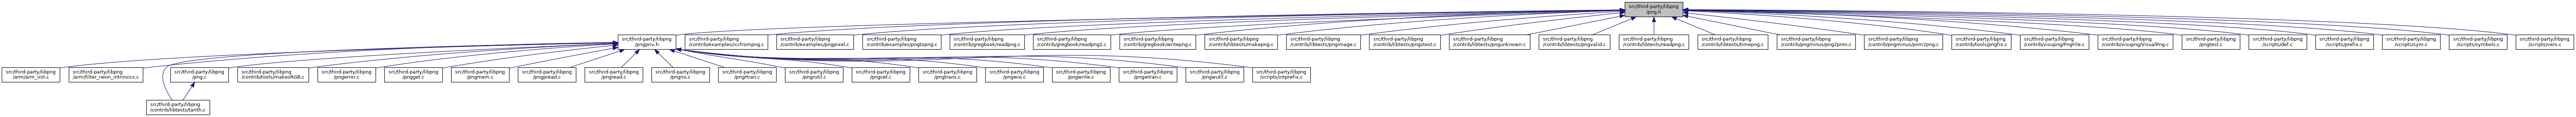 src/third-party/libpng
/png.h
src/third-party/libpng
/pngpriv.h
src/third-party/libpng
/contrib/examples/iccfrompng.c
src/third-party/libpng
/contrib/examples/pngpixel.c
src/third-party/libpng
/contrib/examples/pngtopng.c
src/third-party/libpng
/contrib/gregbook/readpng.c
src/third-party/libpng
/contrib/gregbook/readpng2.c
src/third-party/libpng
/contrib/gregbook/writepng.c
src/third-party/libpng
/contrib/libtests/makepng.c
src/third-party/libpng
/contrib/libtests/pngimage.c
src/third-party/libpng
/contrib/libtests/pngstest.c
src/third-party/libpng
/contrib/libtests/pngunknown.c
src/third-party/libpng
/contrib/libtests/pngvalid.c
src/third-party/libpng
/contrib/libtests/readpng.c
src/third-party/libpng
/contrib/libtests/timepng.c
src/third-party/libpng
/contrib/pngminus/png2pnm.c
src/third-party/libpng
/contrib/pngminus/pnm2png.c
src/third-party/libpng
/contrib/tools/pngfix.c
src/third-party/libpng
/contrib/visupng/PngFile.c
src/third-party/libpng
/contrib/visupng/VisualPng.c
src/third-party/libpng
/pngtest.c
src/third-party/libpng
/scripts/def.c
src/third-party/libpng
/scripts/prefix.c
src/third-party/libpng
/scripts/sym.c
src/third-party/libpng
/scripts/symbols.c
src/third-party/libpng
/scripts/vers.c
src/third-party/libpng
/arm/arm_init.c
src/third-party/libpng
/arm/filter_neon_intrinsics.c
src/third-party/libpng
/png.c
src/third-party/libpng
/contrib/tools/makesRGB.c
src/third-party/libpng
/pngerror.c
src/third-party/libpng
/pngget.c
src/third-party/libpng
/pngmem.c
src/third-party/libpng
/pngpread.c
src/third-party/libpng
/pngread.c
src/third-party/libpng
/pngrio.c
src/third-party/libpng
/pngrtran.c
src/third-party/libpng
/pngrutil.c
src/third-party/libpng
/pngset.c
src/third-party/libpng
/pngtrans.c
src/third-party/libpng
/pngwio.c
src/third-party/libpng
/pngwrite.c
src/third-party/libpng
/pngwtran.c
src/third-party/libpng
/pngwutil.c
src/third-party/libpng
/scripts/intprefix.c
src/third-party/libpng
/contrib/libtests/tarith.c